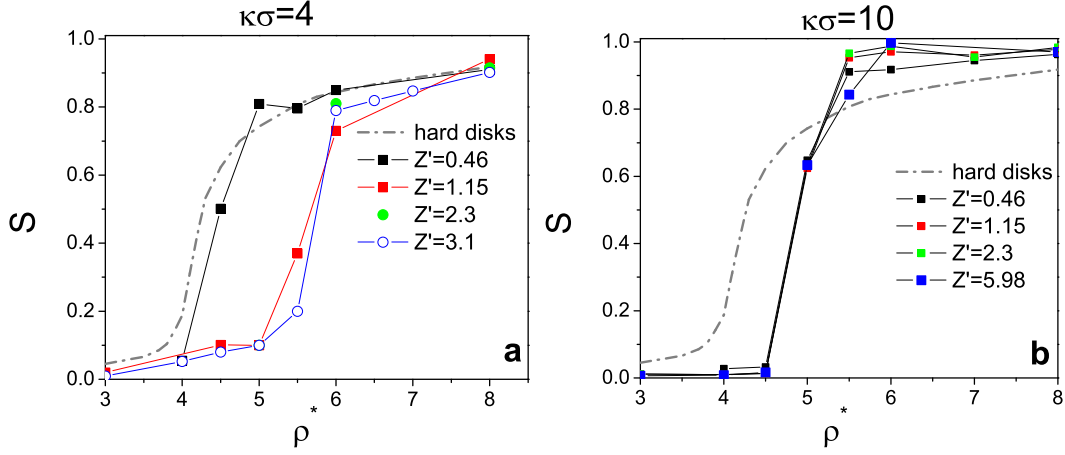 κσ=4
S
1.0
0.8
0.6
0.4
0.2
0.0
hard disks
Z'=0.46
Z'=1.15
Z'=2.3
Z'=3.1
a
3 4 5 6 7 8
ρ*
κσ=10
S
1.0
0.8
0.6
0.4
0.2
0.0
hard disks
Z'=0.46
Z'=1.15
Z'=2.3
Z'=5.98
b
3 4 5 6 7 8
ρ*